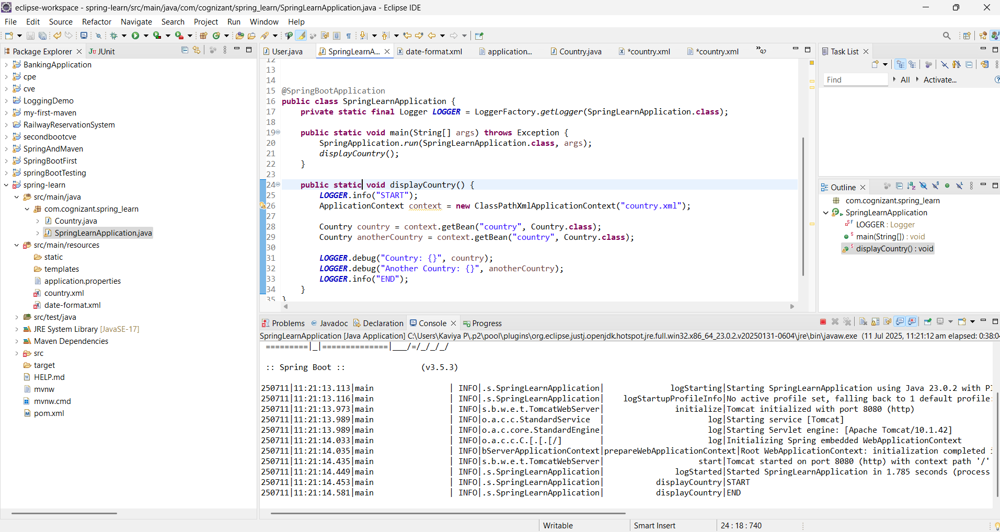 eclipse-workspace - spring-learn/src/main/java/com/cognizant/spring_learn/SpringLearnApplication.java - Eclipse IDE
File Edit Source Refactor Navigate Search Project Run Window Help
Package Explorer JUnit
BankingApplication
cpe
cve
LoggingDemo
my-first-maven
RailwayReservationSystem
secondbootcve
SpringAndMaven
SpringBootFirst
springBootTesting
spring-learn
src/main/java
com.cognizant.spring_learn
Country.java
SpringLearnApplication.java
src/main/resources
static
templates
application.properties
country.xml
date-format.xml
src/test/java
JRE System Library [JavaSE-17]
Maven Dependencies
src
target
HELP.md
mvnw
mvnw.cmd
pom.xml
User.java SpringLearnA... date-format.xml application... Country.java *country.xml *country.xml »97
12
13
14
15 @SpringBootApplication
16 public class SpringLearnApplication {
17 private static final Logger LOGGER = LoggerFactory.getLogger(SpringLearnApplication.class);
18
19 public static void main(String[] args) throws Exception {
20 SpringApplication.run(SpringLearnApplication.class, args);
21 displayCountry();
22 }
23
24 public static void displayCountry() {
25 LOGGER.info("START");
26 ApplicationContext context = new ClassPathXmlApplicationContext("country.xml");
27
28 Country country = context.getBean("country", Country.class);
29 Country anotherCountry = context.getBean("country", Country.class);
30
31 LOGGER.debug("Country: {}", country);
32 LOGGER.debug("Another Country: {}", anotherCountry);
33 LOGGER.info("END");
34 }
35 }
Task List
Find All Activate...
Outline
com.cognizant.spring_learn
SpringLearnApplication
LOGGER : Logger
main(String[]) : void
displayCountry() : void
Problems Javadoc Declaration Console Progress
SpringLearnApplication [Java Application] C:\Users\Kaviya P\.p2\pool\plugins\org.eclipse.justj.openjdk.hotspot.jre.full.win32.x86_64_23.0.2.v20250131-0604\jre\bin\javaw.exe (11 Jul 2025, 11:21:12 am elapsed: 0:38:0
=========|_|==============|___/=/_/_/_/
:: Spring Boot :: (v3.5.3)
250711|11:21:13.113|main | INFO|.s.SpringLearnApplication| logStarting|Starting SpringLearnApplication using Java 23.0.2 with PI
250711|11:21:13.116|main | INFO|.s.SpringLearnApplication| logStartupProfileInfo|No active profile set, falling back to 1 default profile:
250711|11:21:13.973|main | INFO|s.b.w.e.t.TomcatWebServer| initialize|Tomcat initialized with port 8080 (http)
250711|11:21:13.989|main | INFO|o.a.c.c.StandardService | log|Starting service [Tomcat]
250711|11:21:13.989|main | INFO|o.a.c.core.StandardEngine| log|Starting Servlet engine: [Apache Tomcat/10.1.42]
250711|11:21:14.033|main | INFO|o.a.c.c.C.[.[.[/] | log|Initializing Spring embedded WebApplicationContext
250711|11:21:14.035|main | INFO|bServerApplicationContext|prepareWebApplicationContext|Root WebApplicationContext: initialization completed i
250711|11:21:14.435|main | INFO|s.b.w.e.t.TomcatWebServer| start|Tomcat started on port 8080 (http) with context path '/'
250711|11:21:14.449|main | INFO|.s.SpringLearnApplication| logStarted|Started SpringLearnApplication in 1.785 seconds (process
250711|11:21:14.453|main | INFO|.s.SpringLearnApplication| displayCountry|START
250711|11:21:14.581|main | INFO|.s.SpringLearnApplication| displayCountry|END
Writable Smart Insert 24 : 18 : 740